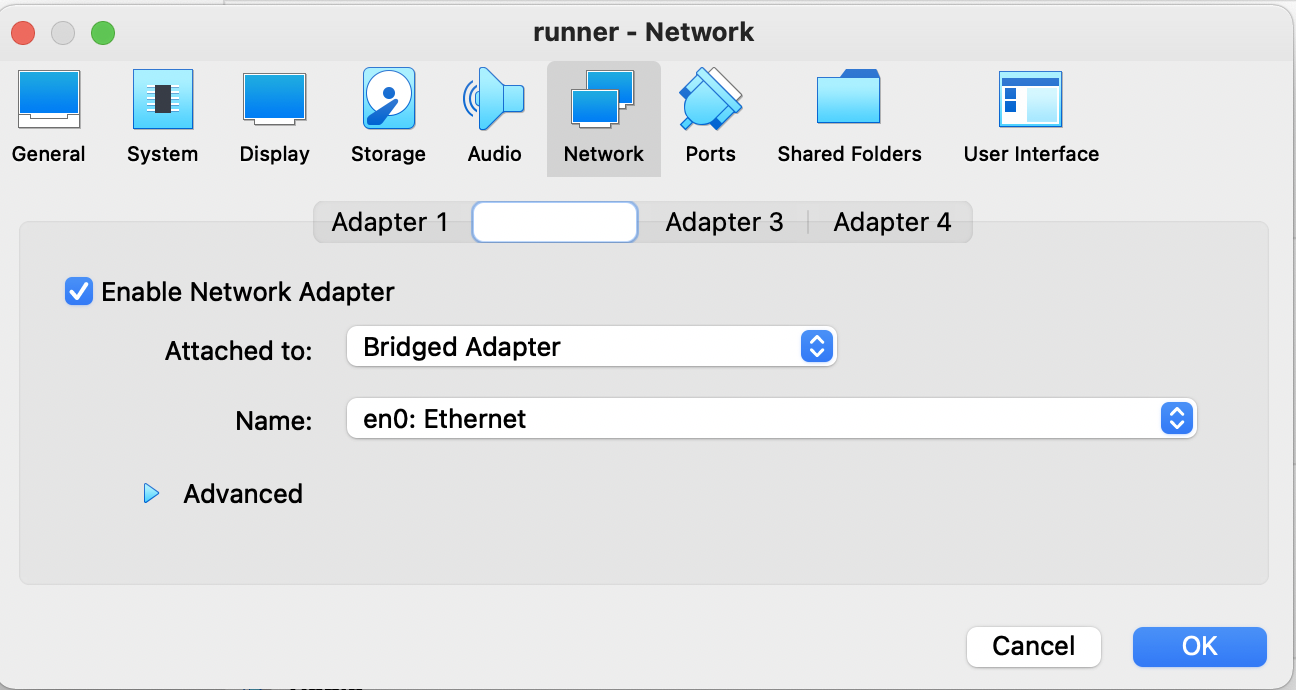 runner - Network
General System Display Storage Audio Network Ports Shared Folders User Interface
Adapter 1 Adapter 3 Adapter 4
Enable Network Adapter
Attached to: Bridged Adapter
Name: en0: Ethernet
Advanced
Cancel OK